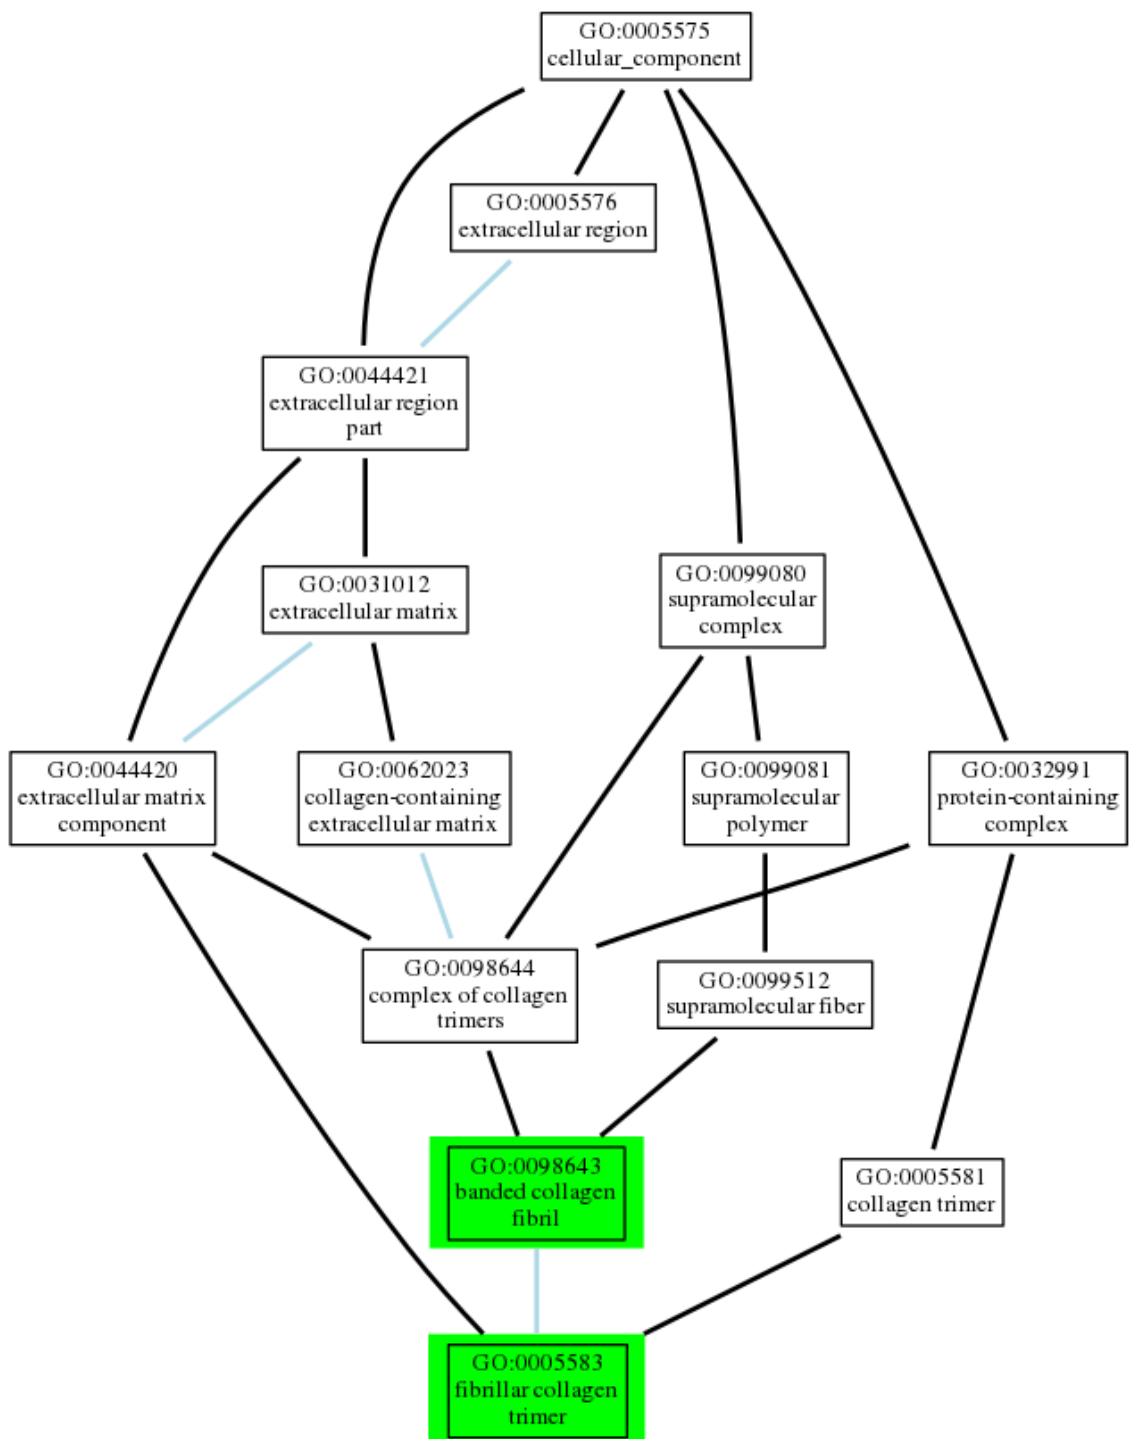 GO:0005575
cellular_component
GO:0005576
extracellular region
GO:0044421
extracellular region
part
GO:0031012
extracellular matrix
GO:0099080
supramolecular
complex
GO:0044420
extracellular matrix
component
GO:0062023
collagen-containing
extracellular matrix
GO:0099081
supramolecular
polymer
GO:0032991
protein-containing
complex
GO:0098644
complex of collagen
trimers
GO:0099512
supramolecular fiber
GO:0098643
banded collagen
fibril
GO:0005581
collagen trimer
GO:0005583
fibrillar collagen
trimer